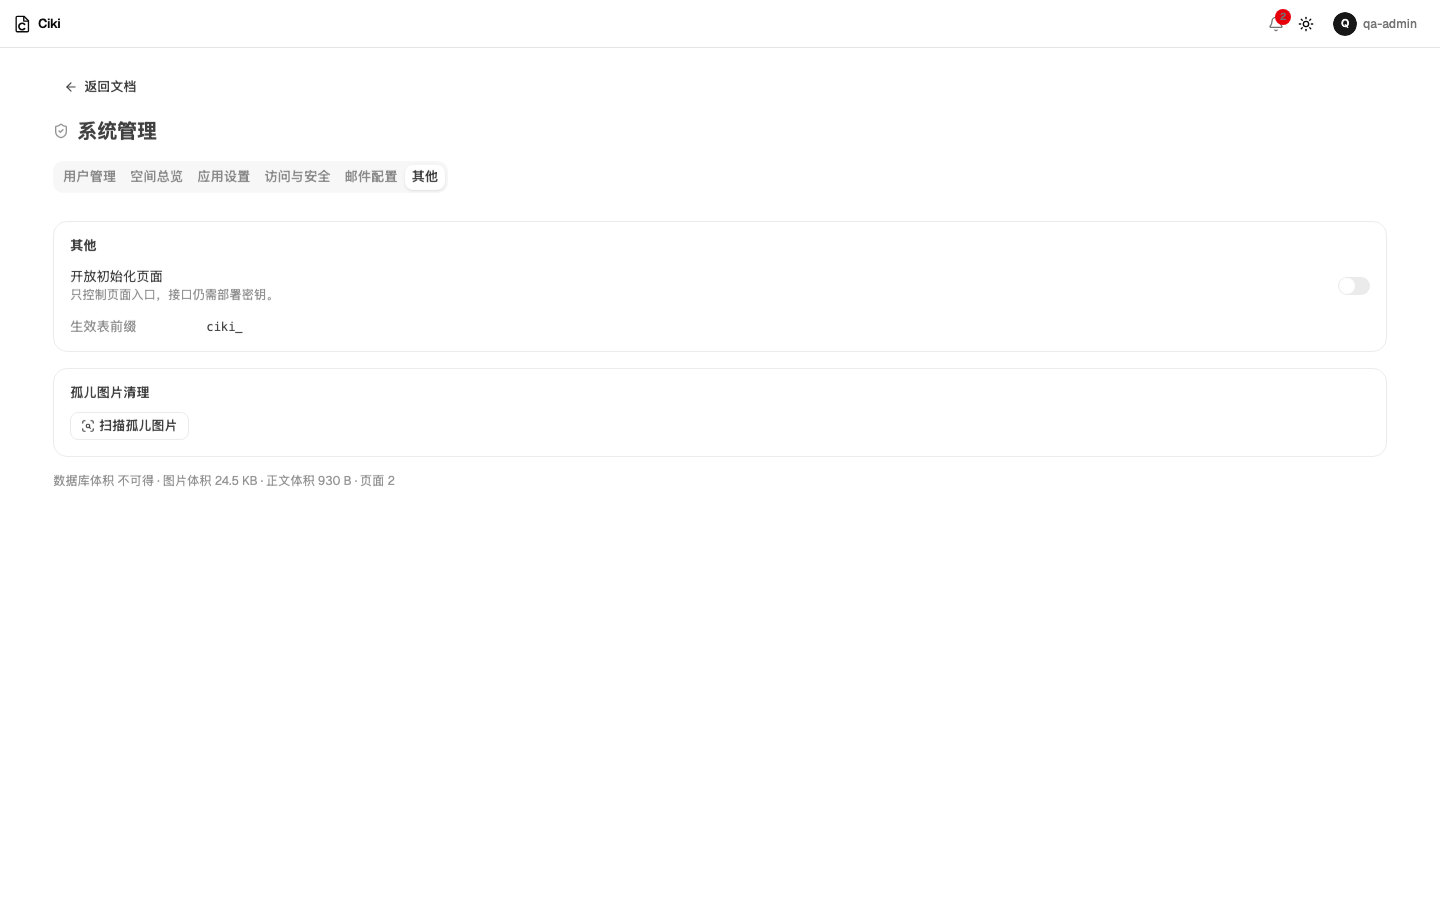 Ciki
2
Q
qa-admin
返回文档
系统管理
用户管理 空间总览 应用设置 访问与安全 邮件配置 其他
其他
开放初始化页面
只控制页面入口，接口仍需部署密钥。
生效表前缀 ciki_
孤儿图片清理
扫描孤儿图片
数据库体积 不可得 · 图片体积 24.5 KB · 正文体积 930 B · 页面 2